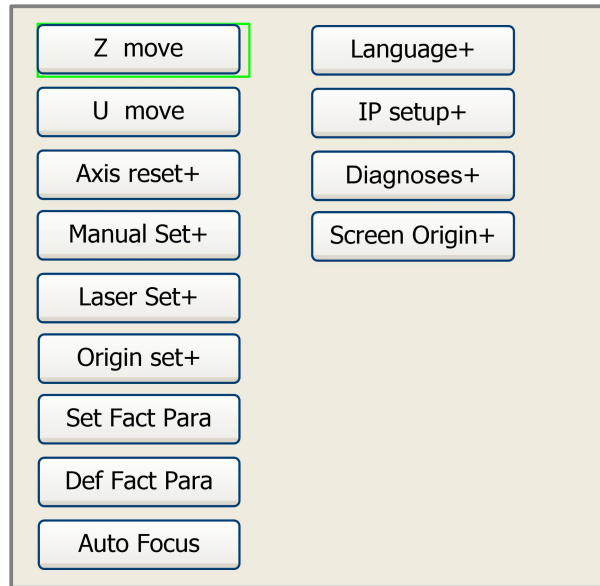 Z move
U move
Axis reset+
Manual Set+
Laser Set+
Origin set+
Set Fact Para
Def Fact Para
Auto Focus
Language+
IP setup+
Diagnoses+
Screen Origin+